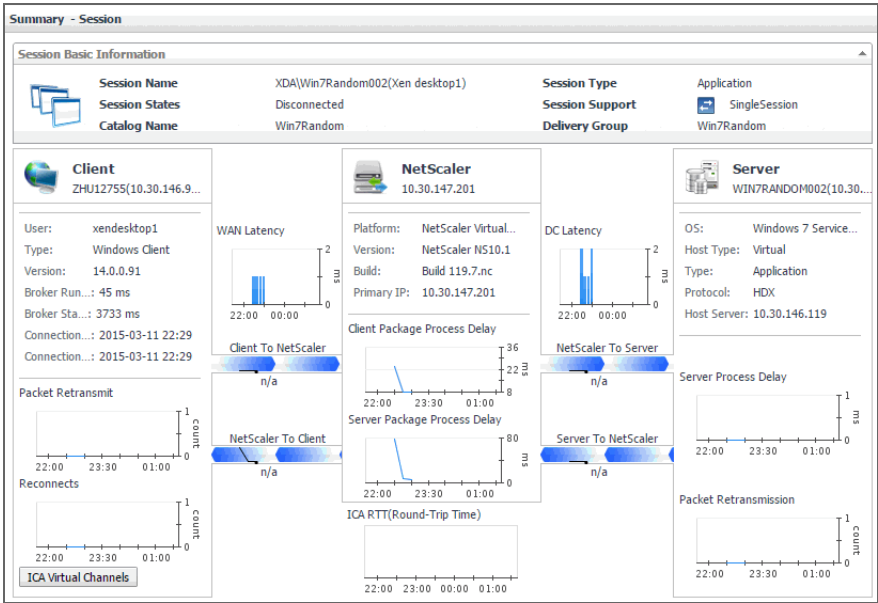 Summary - Session
Session Basic Information
Session Name XDA\Win7Random002(Xen desktop1) Session Type Application
Session States Disconnected Session Support SingleSession
Catalog Name Win7Random Delivery Group Win7Random
Client
ZHU12755(10.30.146.9...
User: xendesktop1
Type: Windows Client
Version: 14.0.0.91
Broker Run...: 45 ms
Broker Sta...: 3733 ms
Connection...: 2015-03-11 22:29
Connection...: 2015-03-11 22:29
Packet Retransmit
1
count
0
22:00 23:30 01:00
Reconnects
1
count
0
22:00 23:30 01:00
ICA Virtual Channels
WAN Latency
2
ms
0
22:00 00:00
Client To NetScaler
n/a
NetScaler To Client
n/a
NetScaler
10.30.147.201
Platform: NetScaler Virtual...
Version: NetScaler NS10.1
Build: Build 119.7.nc
Primary IP: 10.30.147.201
Client Package Process Delay
36
22
ms
8
22:00 23:30 01:00
Server Package Process Delay
80
ms
0
22:00 23:30 01:00
ICA RTT(Round-Trip Time)
22:00 23:00 00:00 01:00
DC Latency
2
ms
0
22:00 00:00
NetScaler To Server
n/a
Server To NetScaler
n/a
Server
WIN7RANDOM002(10.30....
OS: Windows 7 Service...
Host Type: Virtual
Type: Application
Protocol: HDX
Host Server: 10.30.146.119
Server Process Delay
1
ms
0
22:00 23:30 01:00
Packet Retransmission
1
count
0
22:00 23:30 01:00